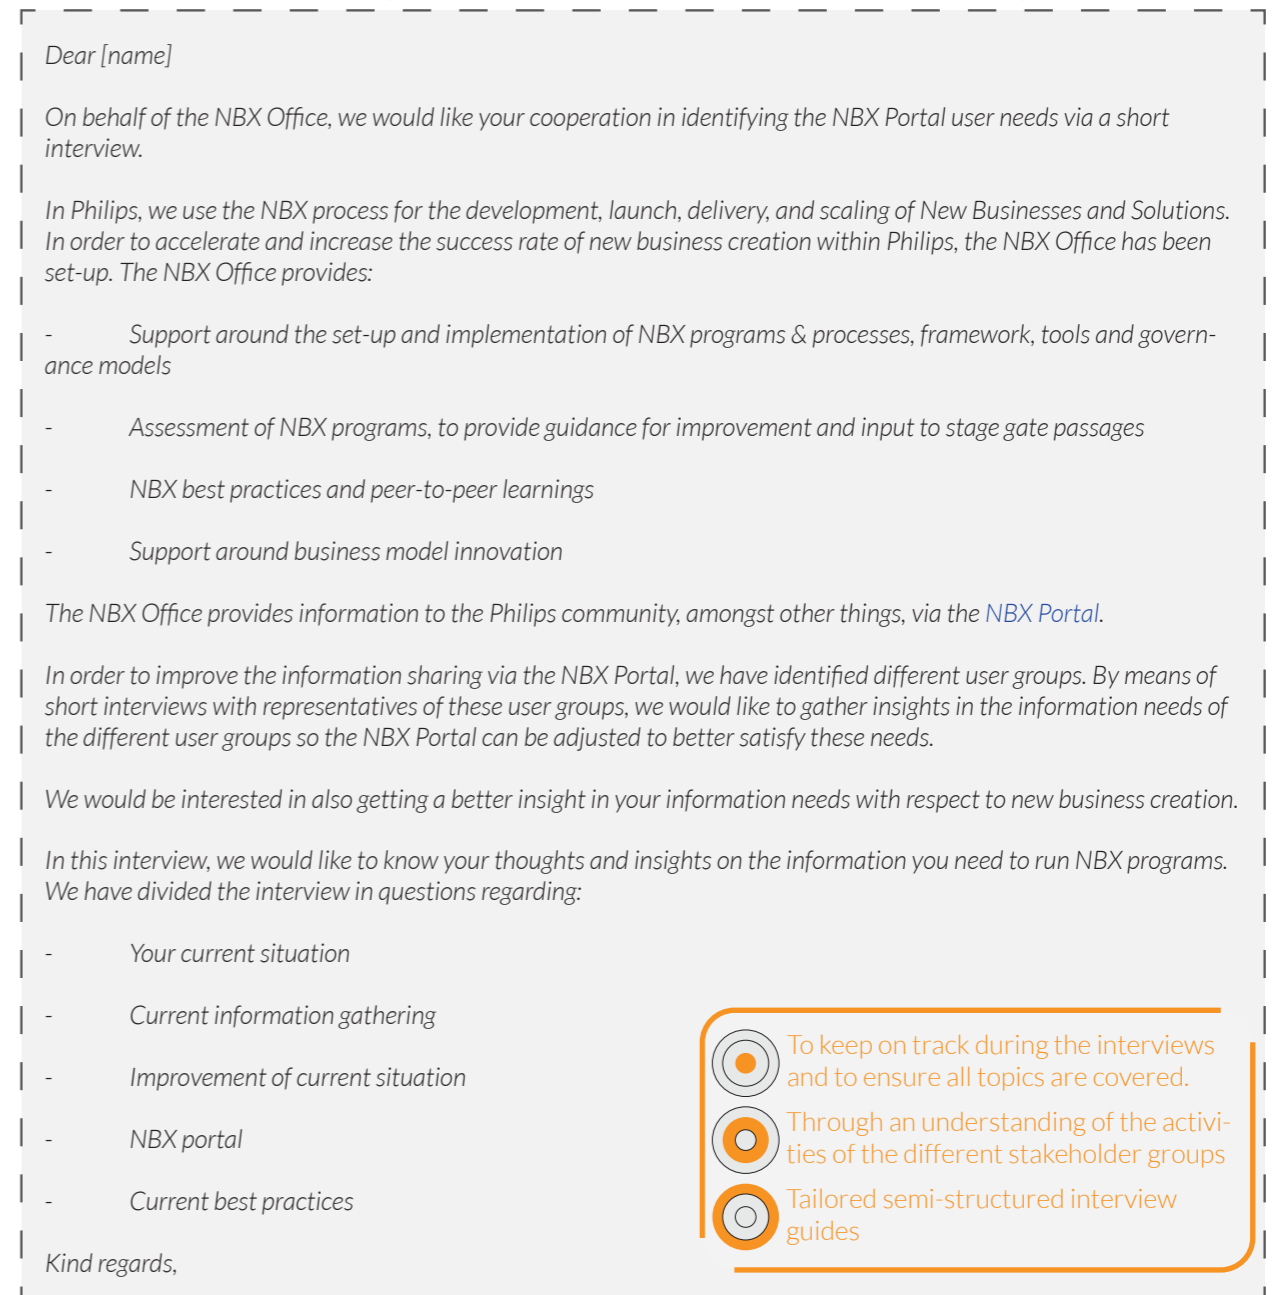 Dear [name]
On behalf of the NBX Office, we would like your cooperation in identifying the NBX Portal user needs via a short
interview.
In Philips, we use the NBX process for the development, launch, delivery, and scaling of New Businesses and Solutions.
In order to accelerate and increase the success rate of new business creation within Philips, the NBX Office has been
set-up. The NBX Office provides:
- Support around the set-up and implementation of NBX programs & processes, framework, tools and govern-
ance models
- Assessment of NBX programs, to provide guidance for improvement and input to stage gate passages
- NBX best practices and peer-to-peer learnings
- Support around business model innovation
The NBX Office provides information to the Philips community, amongst other things, via the NBX Portal.
In order to improve the information sharing via the NBX Portal, we have identified different user groups. By means of
short interviews with representatives of these user groups, we would like to gather insights in the information needs of
the different user groups so the NBX Portal can be adjusted to better satisfy these needs.
We would be interested in also getting a better insight in your information needs with respect to new business creation.
In this interview, we would like to know your thoughts and insights on the information you need to run NBX programs.
We have divided the interview in questions regarding:
- Your current situation
- Current information gathering
- Improvement of current situation
- NBX portal
- Current best practices
Kind regards,
To keep on track during the interviews
and to ensure all topics are covered.
Through an understanding of the activi-
ties of the different stakeholder groups
Tailored semi-structured interview
guides